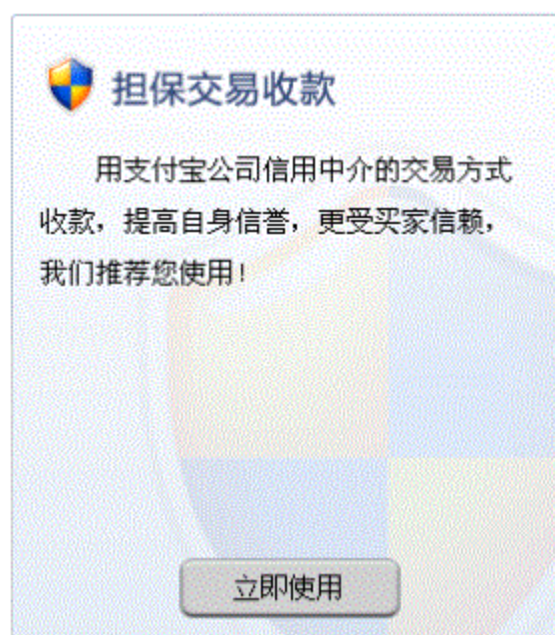 担保交易收款
用支付宝公司信用中介的交易方式
收款，提高自身信誉，更受买家信赖，
我们推荐您使用！
立即使用